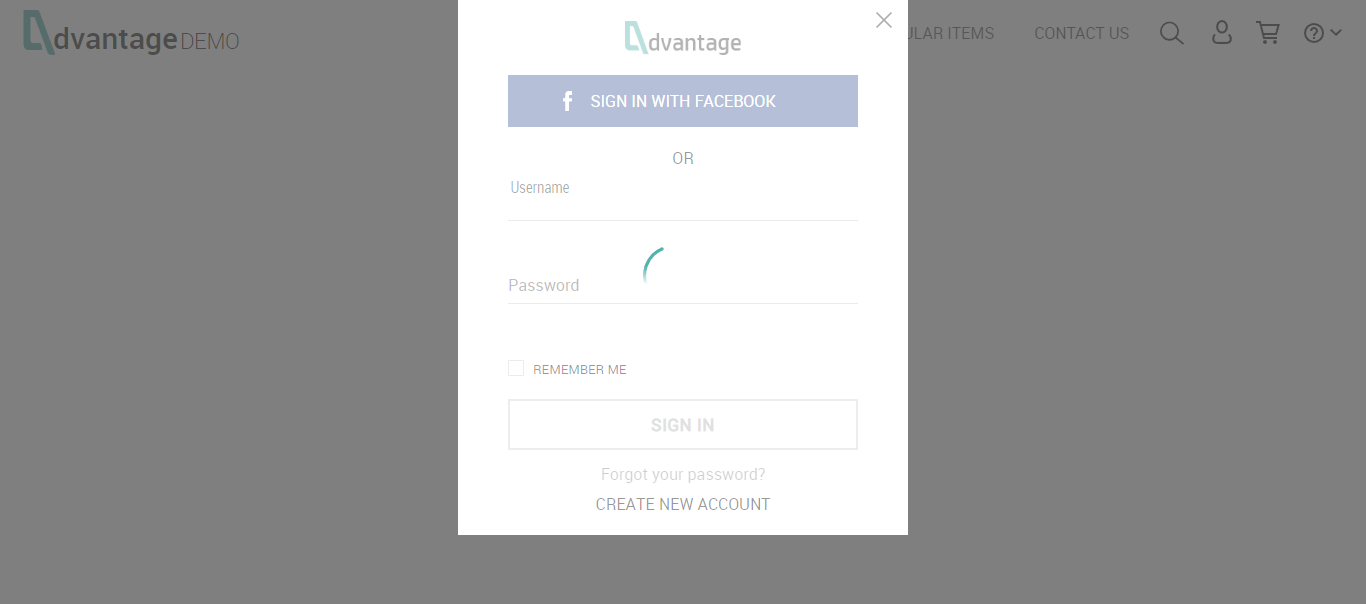 dvantage DEMO
ULAR ITEMS
CONTACT US
dvantage
SIGN IN WITH FACEBOOK
OR
Username
Password
REMEMBER ME
SIGN IN
Forgot your password?
CREATE NEW ACCOUNT